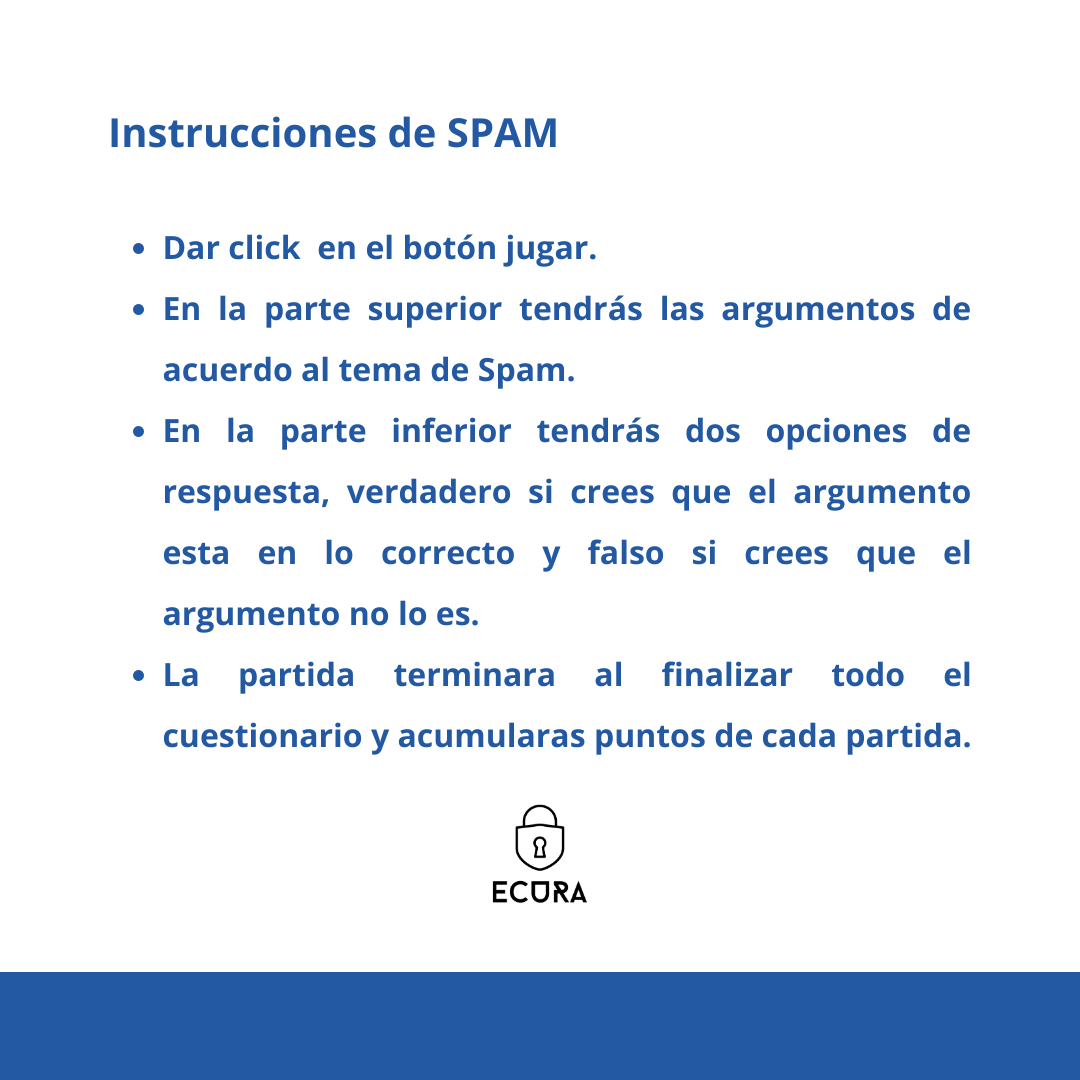 Instrucciones de SPAM
• Dar click  en el botón jugar.
• En la parte superior tendrás las argumentos de
acuerdo al tema de Spam.
• En la parte inferior tendrás dos opciones de
respuesta, verdadero si crees que el argumento
esta en lo correcto y falso si crees que el
argumento no lo es.
• La partida terminara al finalizar todo el
cuestionario y acumularas puntos de cada partida.
ECURA